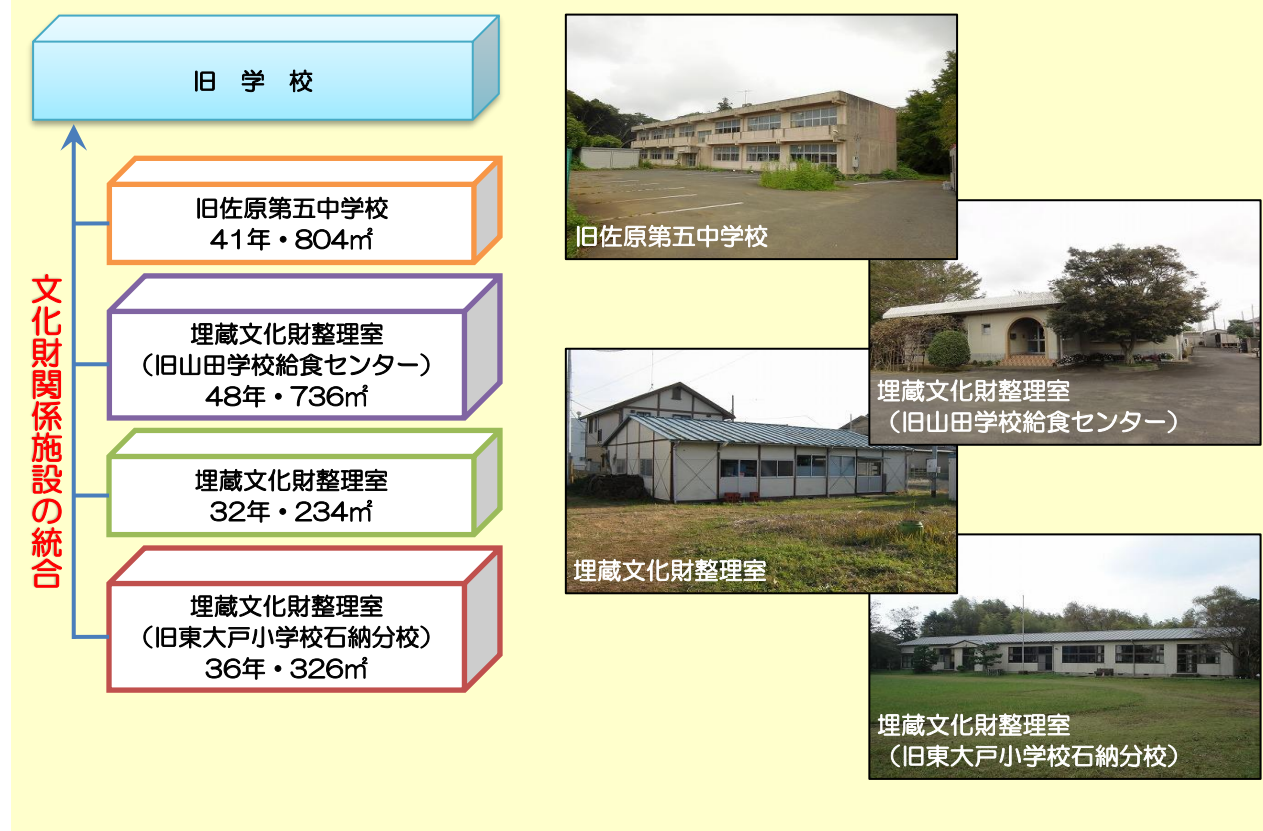 旧　学　校
文化財関係施設の統合
旧佐原第五中学校
41年・804㎡
埋蔵文化財整理室
（旧山田学校給食センター）
48年・736㎡
埋蔵文化財整理室
32年・234㎡
埋蔵文化財整理室
（旧東大戸小学校石納分校）
36年・326㎡
旧佐原第五中学校
埋蔵文化財整理室
（旧山田学校給食センター）
埋蔵文化財整理室
埋蔵文化財整理室
（旧東大戸小学校石納分校）